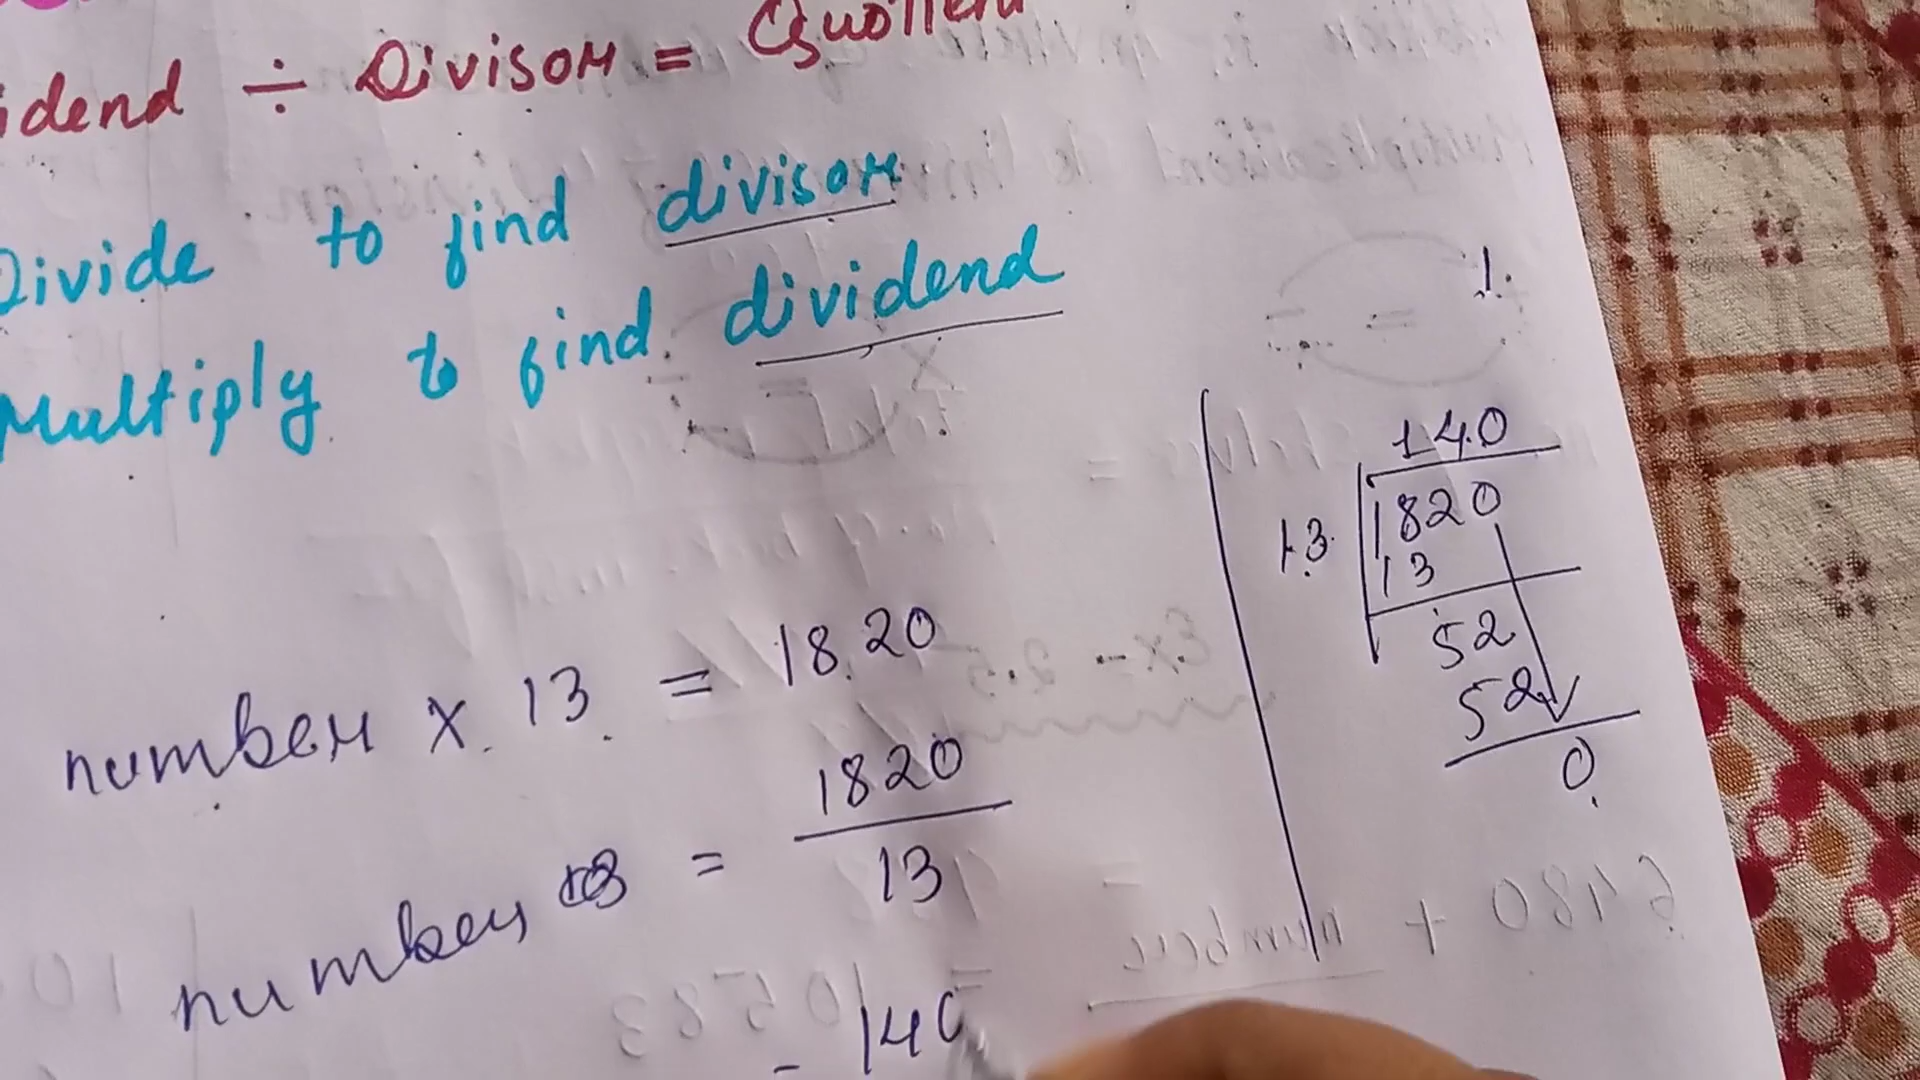 idend ÷ Divisor = Quotient
Divide to find divisor
Multiply to find dividend
number x 13 = 1820
number = 1820
13
= 140
140
13 1820
13
52
52
0
1